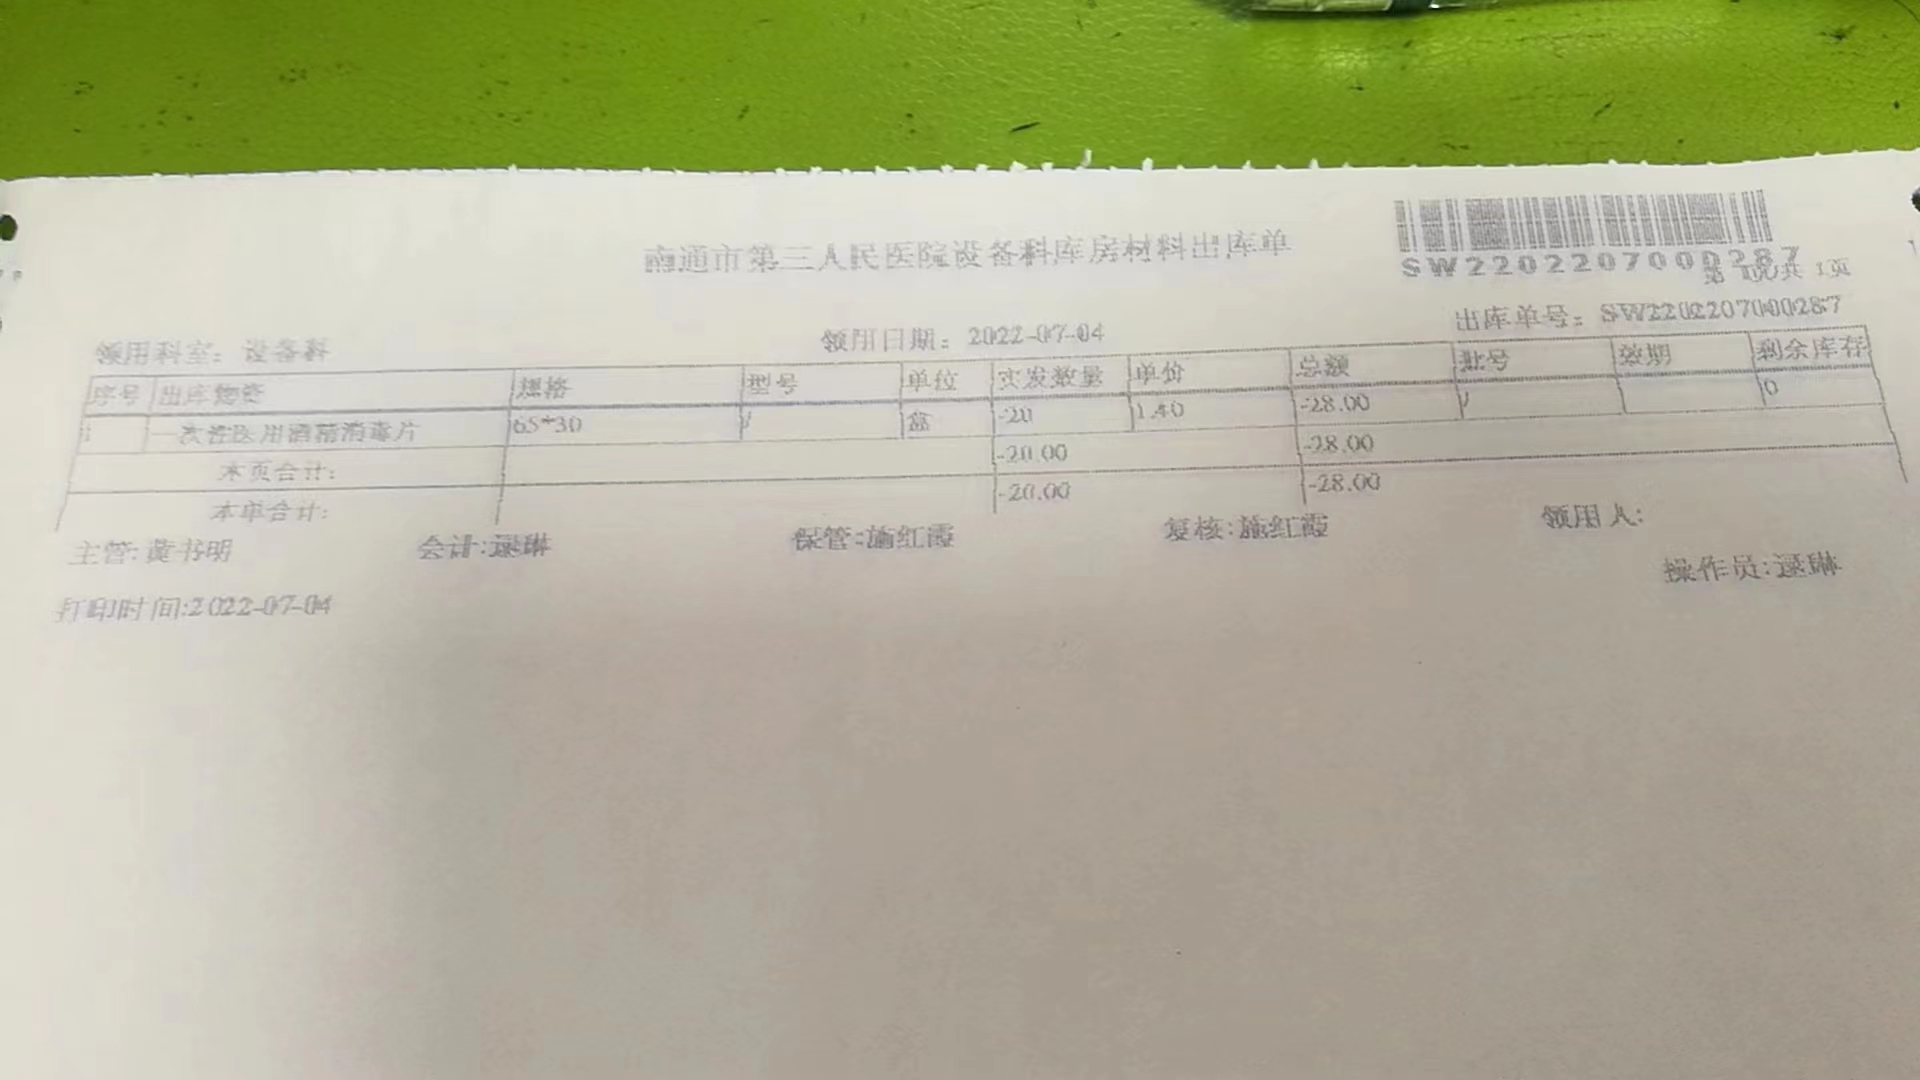 南通市第三人民医院设备科库房材料出库单
SW2202207000287
第 1页/共 1页
领用科室：设备科 领用日期：2022-07-04 出库单号：SW2202207000287
序号 出库物资 规格 型号 单位 实发数量 单价 总额 批号 效期 剩余库存
1 一次性医用酒精消毒片 65*30 / 盒 -20 1.40 -28.00 / 0
本页合计： -20.00 -28.00
本单合计： -20.00 -28.00
主管：黄书明 会计：逯琳 保管：施红霞 复核：施红霞 领用人：
操作员：逯琳
打印时间：2022-07-04